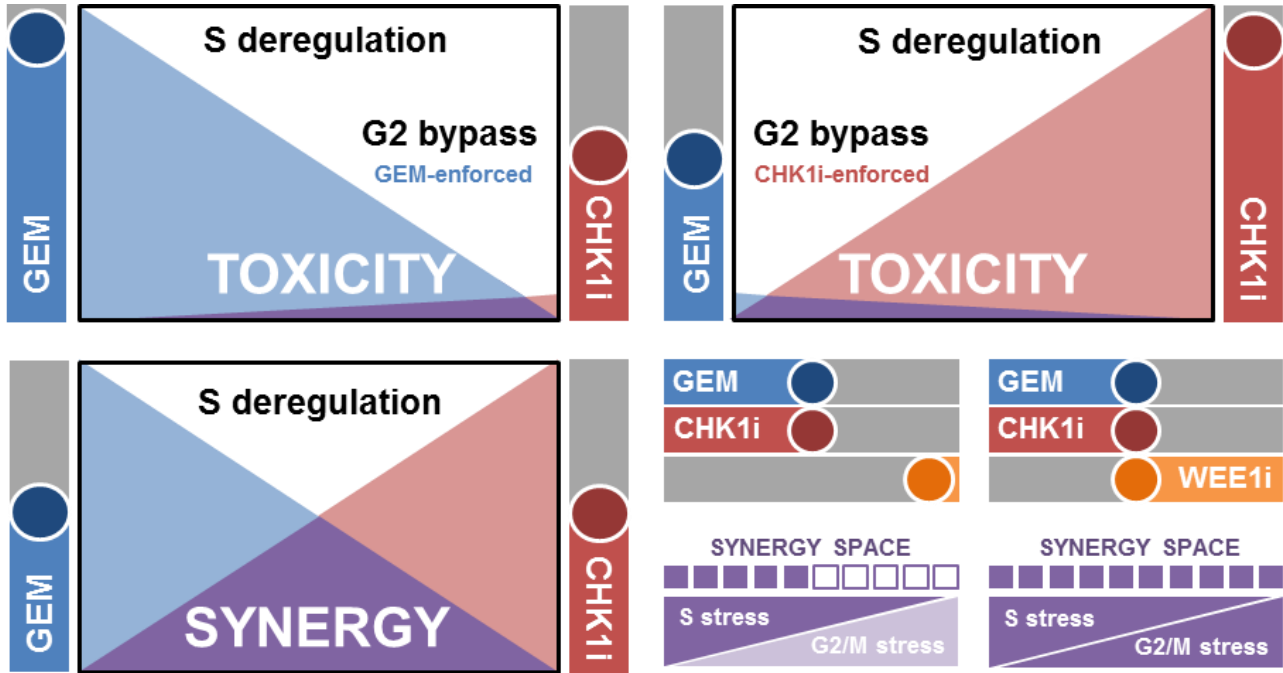 S deregulation
G2 bypass
GEM-enforced
GEM
TOXICITY
CHK1i
S deregulation
G2 bypass
CHK1i-enforced
GEM
TOXICITY
CHK1i
S deregulation
GEM
SYNERGY
CHK1i
GEM
CHK1i
SYNERGY SPACE
S stress
G2/M stress
GEM
CHK1i
WEE1i
SYNERGY SPACE
S stress
G2/M stress